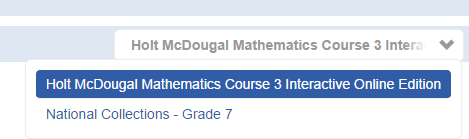 Holt McDougal Mathematics Course 3 Intera
Holt McDougal Mathematics Course 3 Interactive Online Edition
National Collections - Grade 7